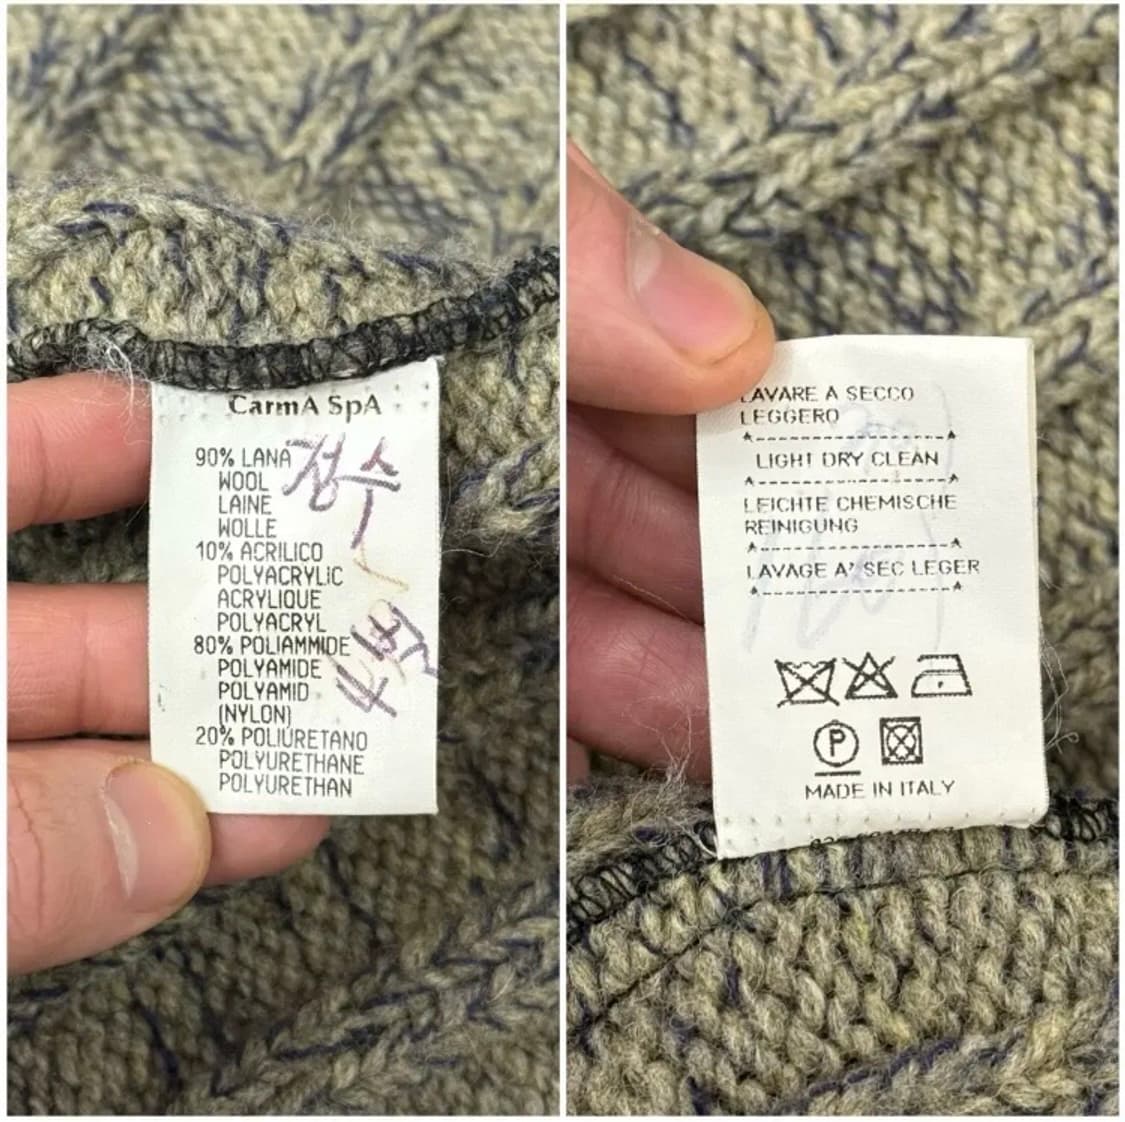 CarmA SpA
90% LANA
WOOL
LAINE
WOLLE
10% ACRILICO
POLYACRYLIC
ACRYLIQUE
POLYACRYL
80% POLIAMMIDE
POLYAMIDE
POLYAMID
(NYLON)
20% POLIURETANO
POLYURETHANE
POLYURETHAN
LAVARE A SECCO
LEGGERO
LIGHT DRY CLEAN
LEICHTE CHEMISCHE
REINIGUNG
LAVAGE A' SEC LEGER
P
MADE IN ITALY